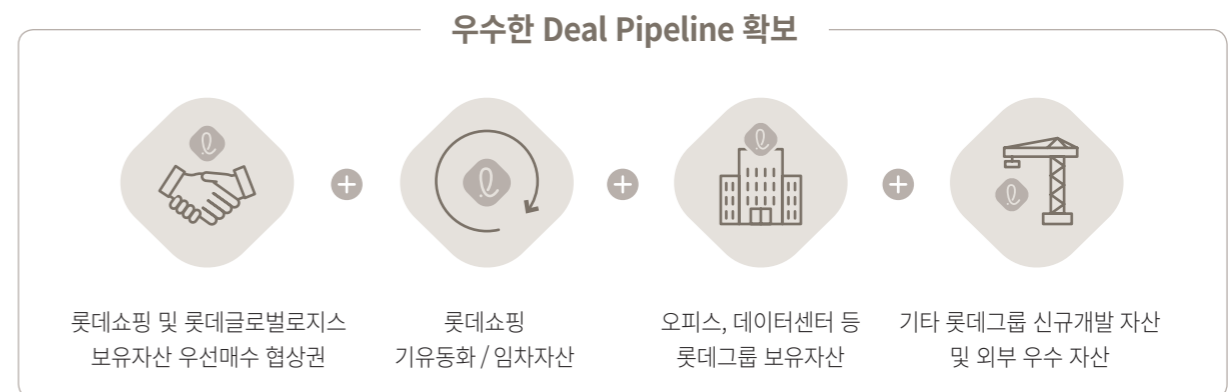 우수한 Deal Pipeline 확보
롯데쇼핑 및 롯데글로벌로지스
보유자산 우선매수 협상권
롯데쇼핑
기유동화 / 임차자산
오피스, 데이터센터 등
롯데그룹 보유자산
기타 롯데그룹 신규개발 자산
및 외부 우수 자산